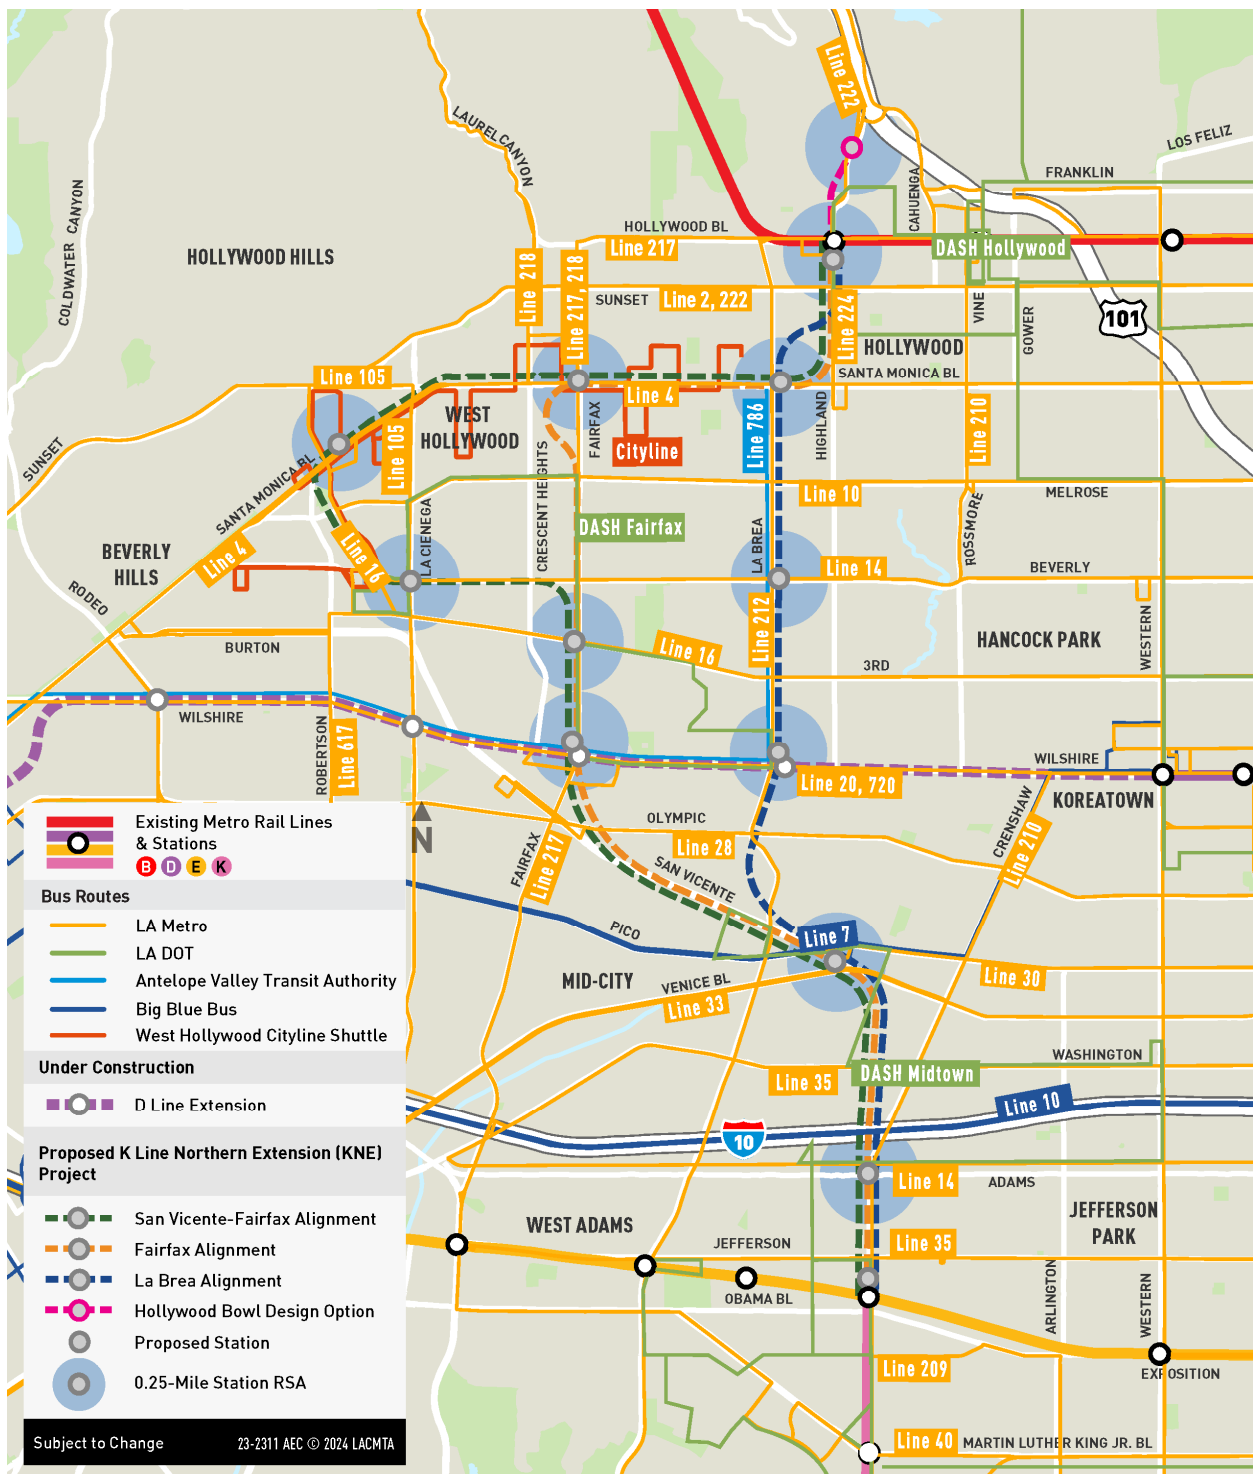 Line 222
LAUREL CANYON
LOS FELIZ
FRANKLIN
COLDWATER CANYON
CAHUENGA
HOLLYWOOD BL
Line 217
DASH Hollywood
HOLLYWOOD HILLS
Line 218
Line 217, 218
SUNSET
Line 2, 222
Line 224
VINE
GOWER
101
HOLLYWOOD
Line 105
SANTA MONICA BL
Line 4
WEST
HOLLYWOOD
FAIRFAX
Line 786
HIGHLAND
Line 210
SUNSET
Line 105
Cityline
CRESCENT HEIGHTS
SANTA MONICA BL
Line 10
MELROSE
LA CIENEGA
DASH Fairfax
LA BREA
ROSSMORE
BEVERLY
HILLS
Line 4
Line 16
Line 14
BEVERLY
RODEO
Line 212
WESTERN
BURTON
Line 16
HANCOCK PARK
3RD
WILSHIRE
ROBERTSON
Line 617
WILSHIRE
Line 20, 720
KOREATOWN
CRENSHAW
N
OLYMPIC
Line 28
FAIRFAX
Line 217
SAN VICENTE
Line 210
PICO
Line 7
MID-CITY
VENICE BL
Line 33
Line 30
WASHINGTON
Line 35
DASH Midtown
Line 10
10
Line 14
ADAMS
WEST ADAMS
JEFFERSON
PARK
JEFFERSON
Line 35
OBAMA BL
ARLINGTON
WESTERN
Line 209
EXPOSITION
Line 40
MARTIN LUTHER KING JR. BL
Existing Metro Rail Lines
& Stations
B D E K
Bus Routes
LA Metro
LA DOT
Antelope Valley Transit Authority
Big Blue Bus
West Hollywood Cityline Shuttle
Under Construction
D Line Extension
Proposed K Line Northern Extension (KNE)
Project
San Vicente-Fairfax Alignment
Fairfax Alignment
La Brea Alignment
Hollywood Bowl Design Option
Proposed Station
0.25-Mile Station RSA
Subject to Change
23-2311 AEC © 2024 LACMTA